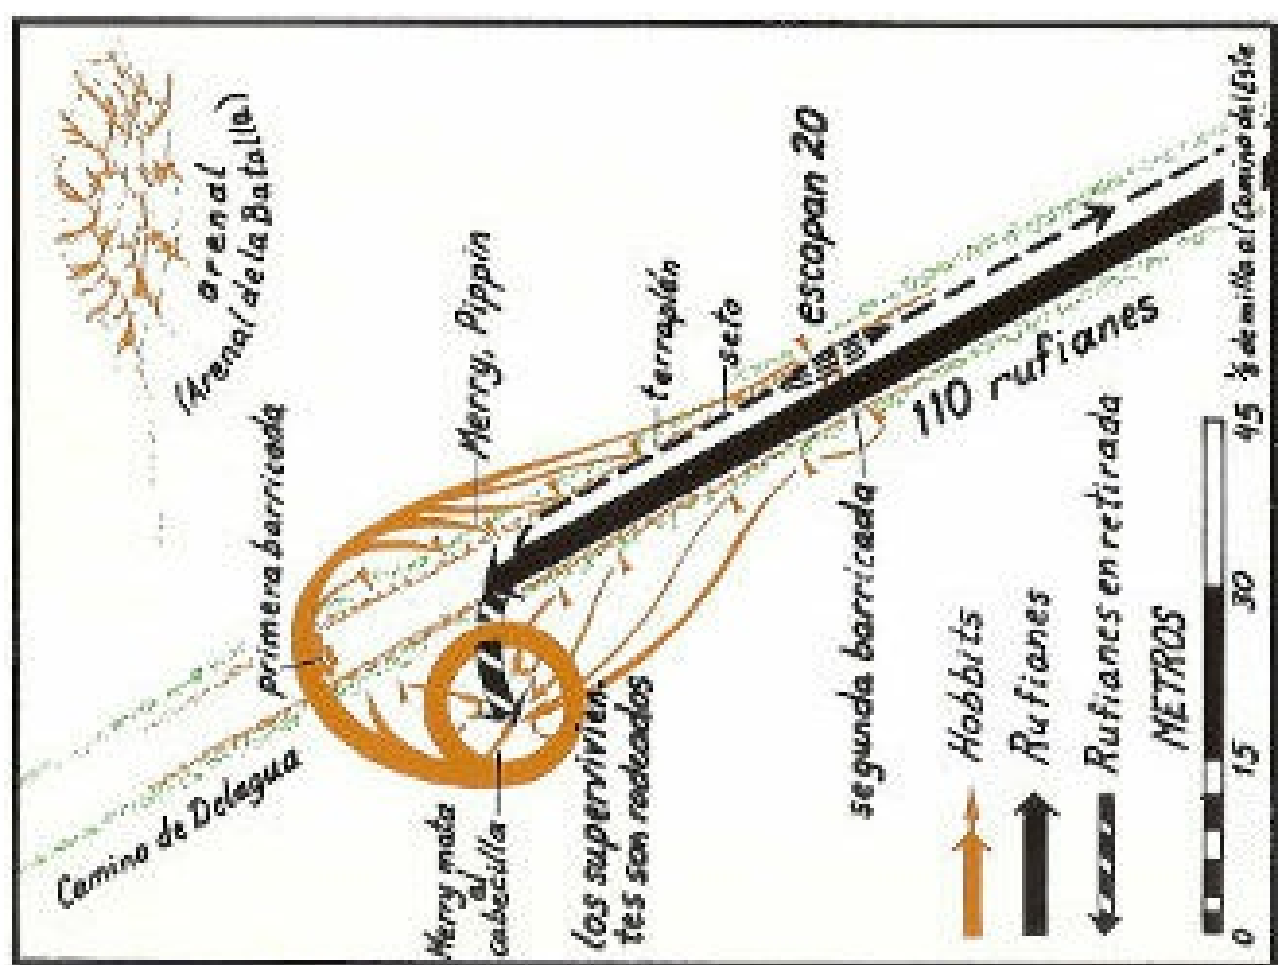 arenal
(Arenal de la Batalla)
primera barricada
Merry, Pippin
terraplén
seto
escapan 20
½ de milla al Camino del Este
110 rufianes
Camino de Delagua
Merry mata
al
cabecilla
los supervivien
tes son rodeados
segunda barricada
Hobbits
Rufianes
Rufianes en retirada
METROS
0 15 30 45